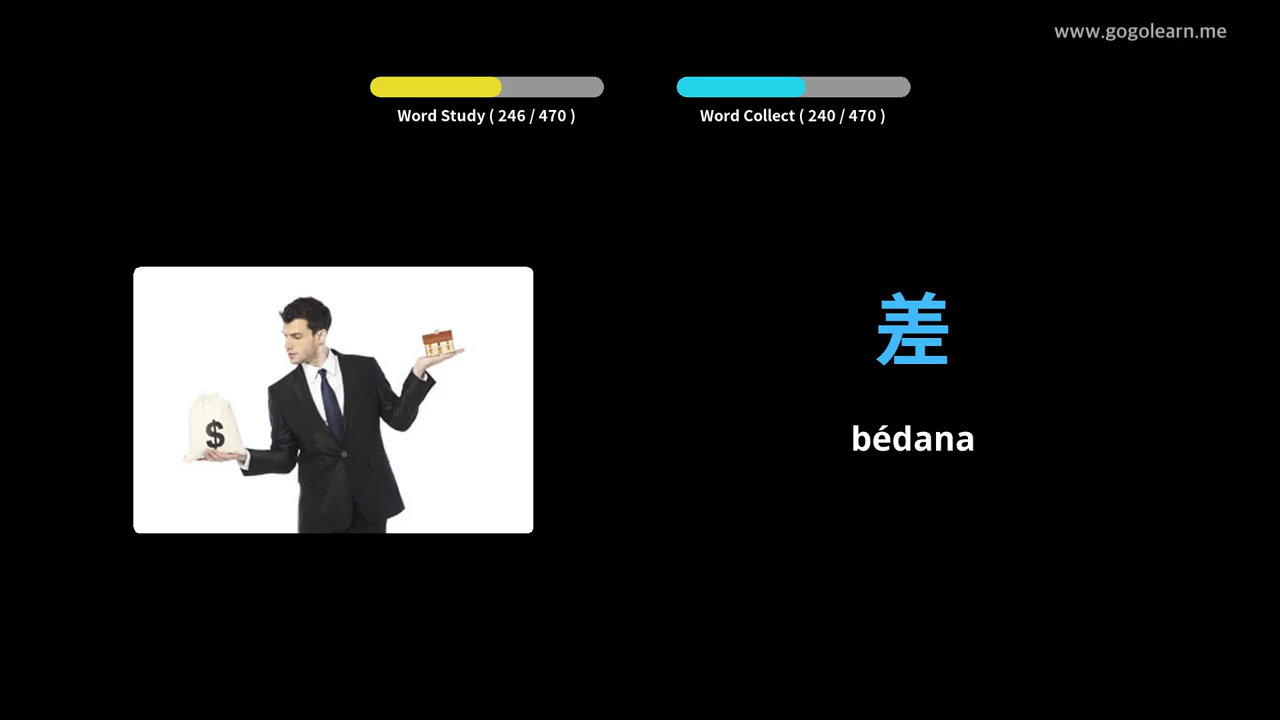 www.gogolearn.me
Word Study ( 246 / 470 )
Word Collect ( 240 / 470 )
$
差
bédana